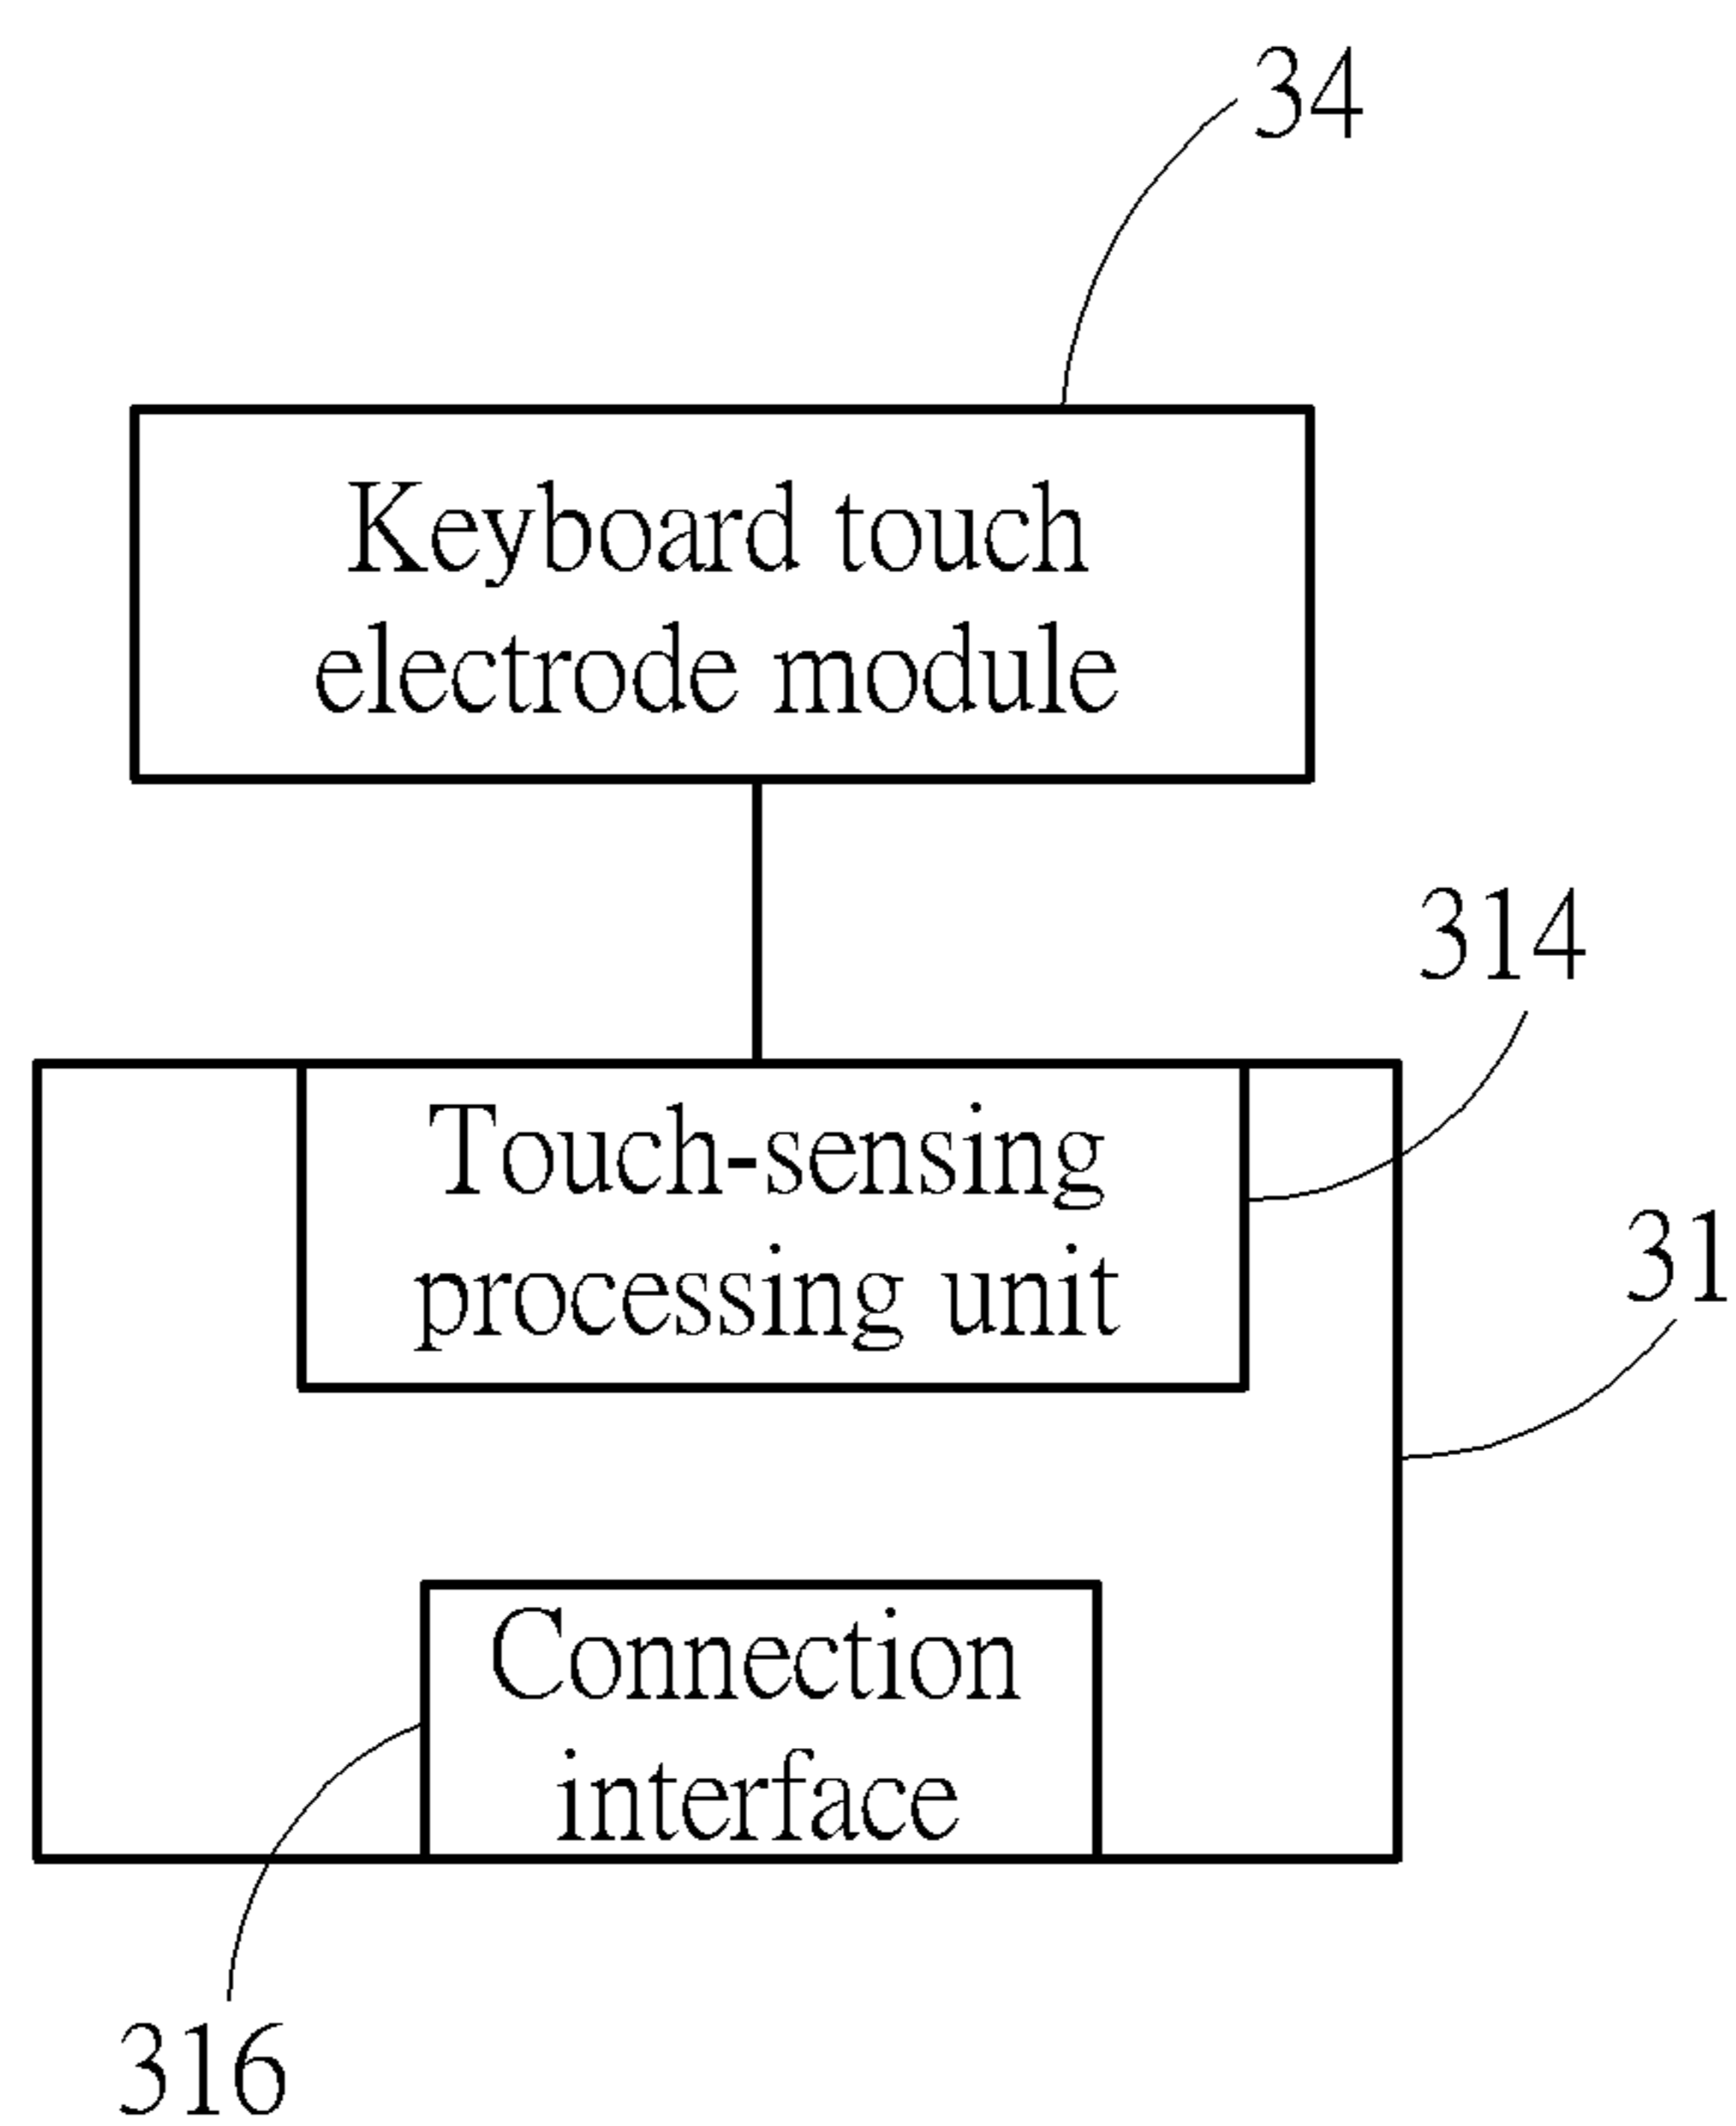 34
Keyboard touch
electrode module
314
Touch-sensing
processing unit
31
Connection
interface
316